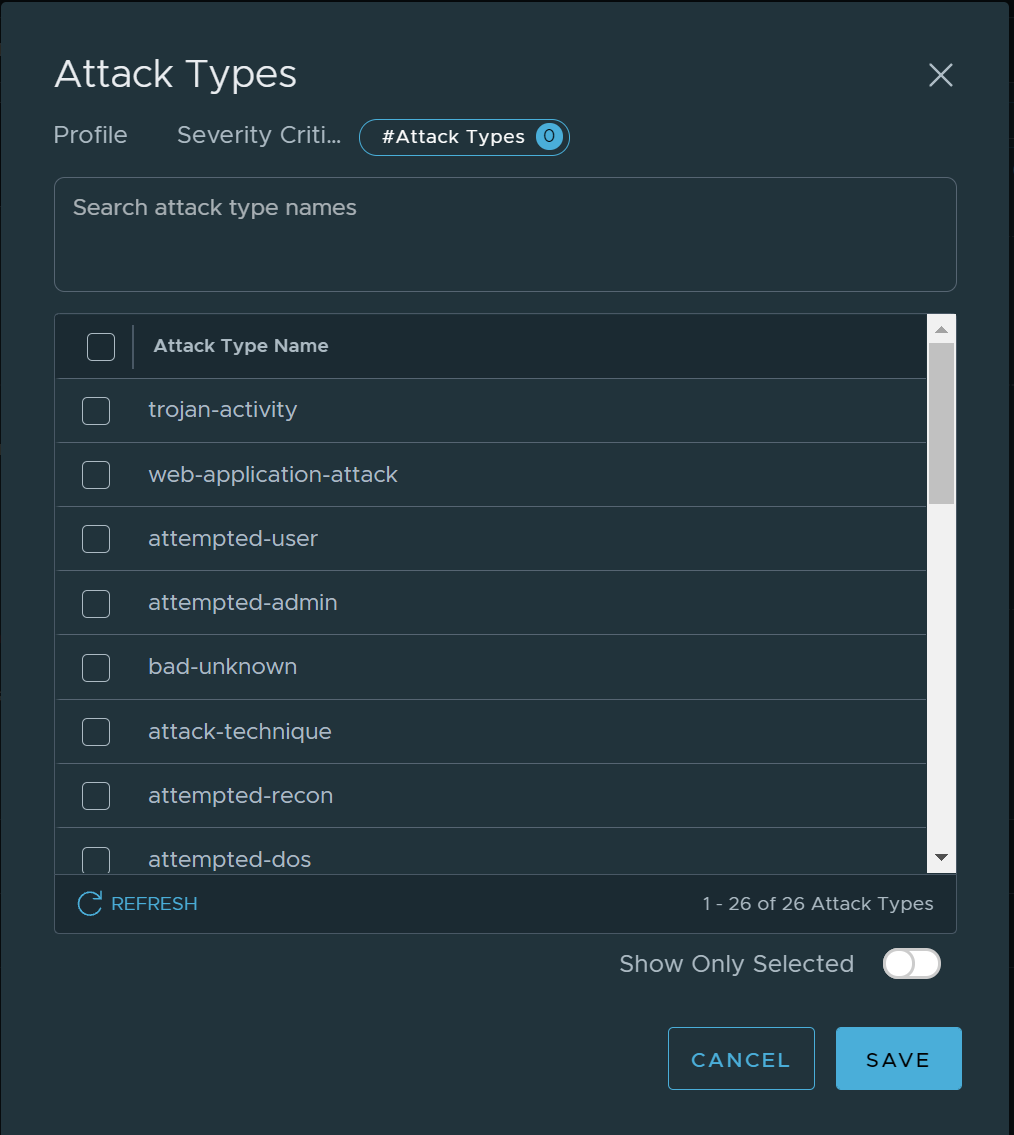 Attack Types
Profile Severity Criti... #Attack Types 0
Search attack type names
Attack Type Name
trojan-activity
web-application-attack
attempted-user
attempted-admin
bad-unknown
attack-technique
attempted-recon
attempted-dos
REFRESH 1 - 26 of 26 Attack Types
Show Only Selected
CANCEL SAVE